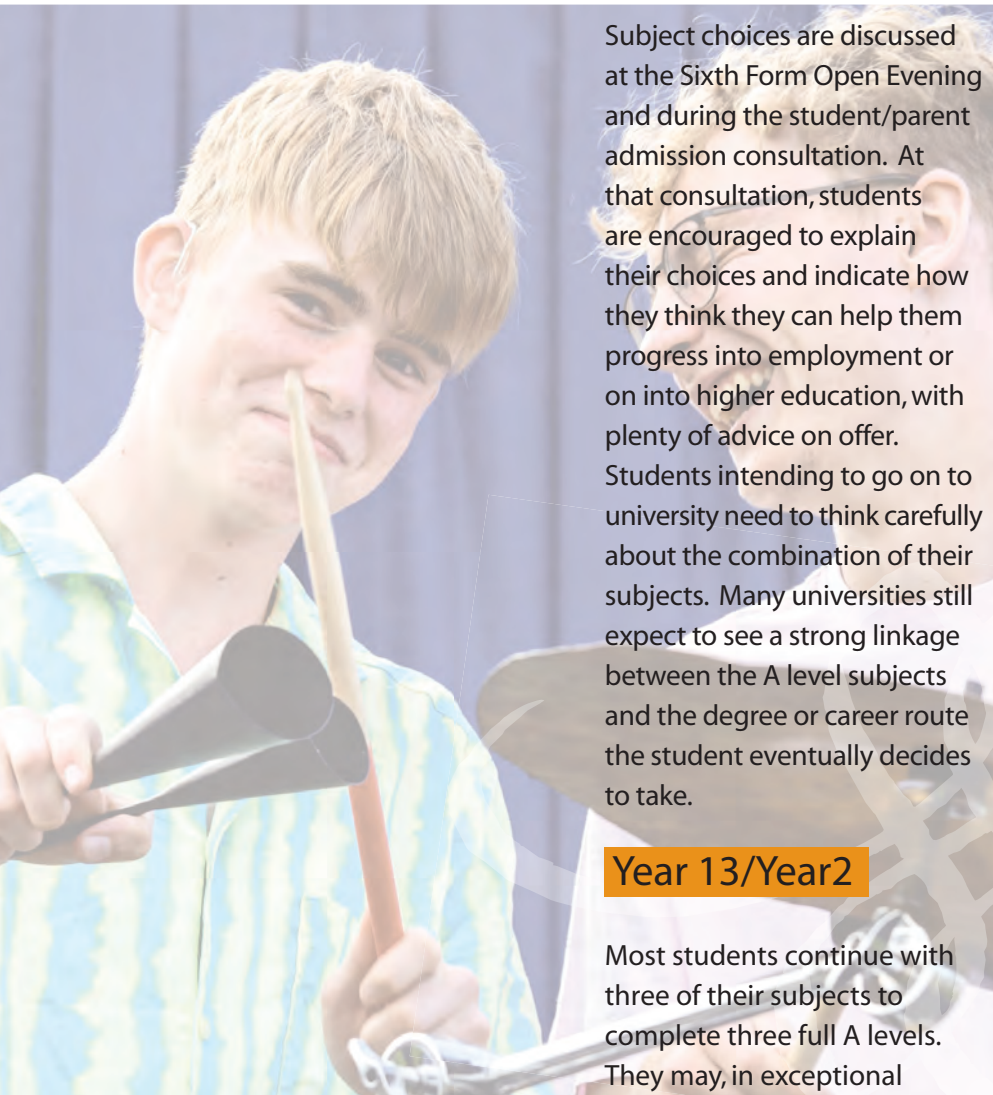 Subject choices are discussed
at the Sixth Form Open Evening
and during the student/parent
admission consultation.  At
that consultation, students
are encouraged to explain
their choices and indicate how
they think they can help them
progress into employment or
on into higher education, with
plenty of advice on offer.
Students intending to go on to
university need to think carefully
about the combination of their
subjects.  Many universities still
expect to see a strong linkage
between the A level subjects
and the degree or career route
the student eventually decides
to take.
Year 13/Year2
Most students continue with
three of their subjects to
complete three full A levels.
They may, in exceptional